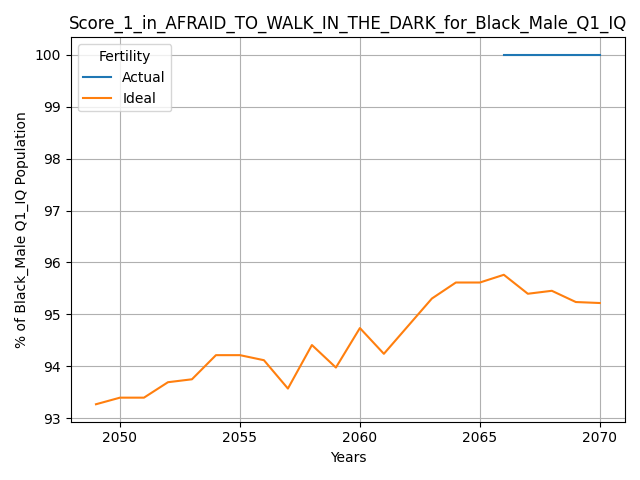 Score_1_in_AFRAID_TO_WALK_IN_THE_DARK_for_Black_Male_Q1_IQ
Fertility
Actual
Ideal
% of Black_Male Q1_IQ Population
100
99
98
97
96
95
94
93
2050
2055
2060
2065
2070
Years